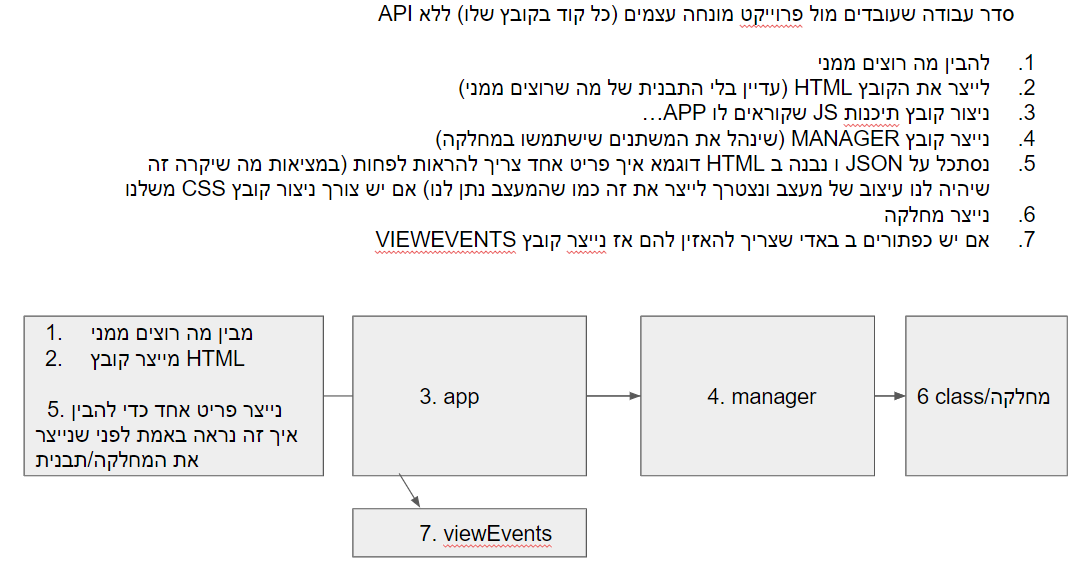 סדר עבודה שעובדים מול פרוייקט מונחה עצמים (כל קוד בקובץ שלו) ללא API
1. להבין מה רוצים ממני
2. לייצר את הקובץ HTML (עדיין בלי התבנית של מה שרוצים ממני)
3. ניצור קובץ תיכנות JS שקוראים לו APP...
4. נייצר קובץ MANAGER (שינהל את המשתנים שישתמשו במחלקה)
5. נסתכל על JSON ו נבנה ב HTML דוגמא איך פריט אחד צריך להראות לפחות (במציאות מה שיקרה זה
שיהיה לנו עיצוב של מעצב ונצטרך לייצר את זה כמו שהמעצב נתן לנו) אם יש צורך ניצור קובץ CSS משלנו
6. נייצר מחלקה
7. אם יש כפתורים ב באדי שצריך להאזין להם אז נייצר קובץ VIEWEVENTS
1. מבין מה רוצים ממני
2. מייצר קובץ HTML
5. נייצר פריט אחד כדי להבין
איך זה נראה באמת לפני שנייצר
את המחלקה/תבנית
3. app
4. manager
6 class/מחלקה
7. viewEvents